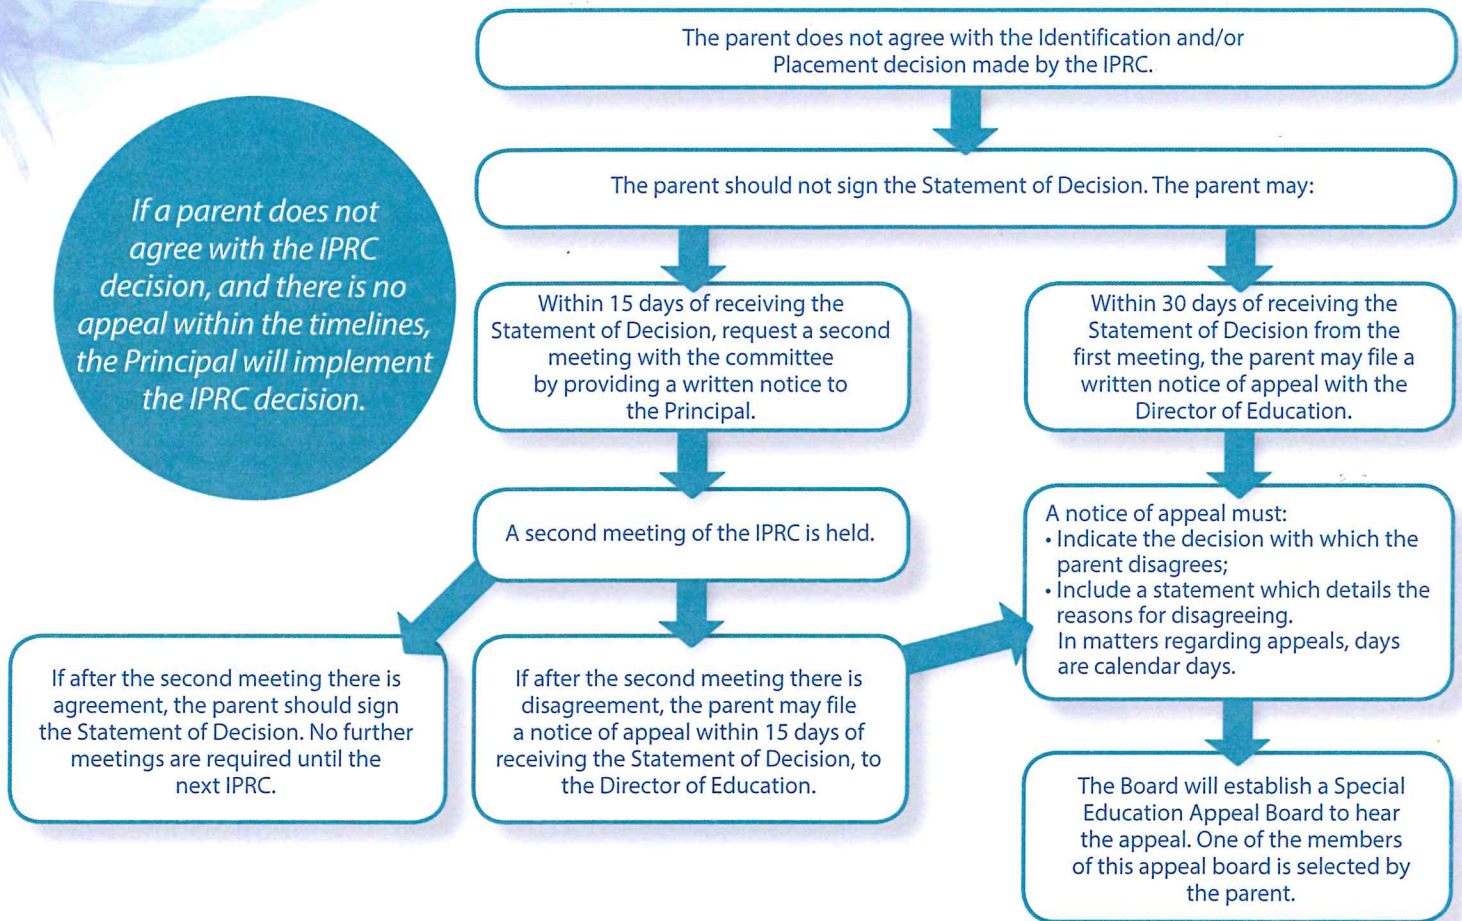 The parent does not agree with the Identification and/or
Placement decision made by the IPRC.
The parent should not sign the Statement of Decision. The parent may:
If a parent does not
agree with the IPRC
decision, and there is no
appeal within the timelines,
the Principal will implement
the IPRC decision.
Within 15 days of receiving the
Statement of Decision, request a second
meeting with the committee
by providing a written notice to
the Principal.
Within 30 days of receiving the
Statement of Decision from the
first meeting, the parent may file a
written notice of appeal with the
Director of Education.
A second meeting of the IPRC is held.
A notice of appeal must:
• Indicate the decision with which the
parent disagrees;
• Include a statement which details the
reasons for disagreeing.
In matters regarding appeals, days
are calendar days.
If after the second meeting there is
agreement, the parent should sign
the Statement of Decision. No further
meetings are required until the
next IPRC.
If after the second meeting there is
disagreement, the parent may file
a notice of appeal within 15 days of
receiving the Statement of Decision, to
the Director of Education.
The Board will establish a Special
Education Appeal Board to hear
the appeal. One of the members
of this appeal board is selected by
the parent.